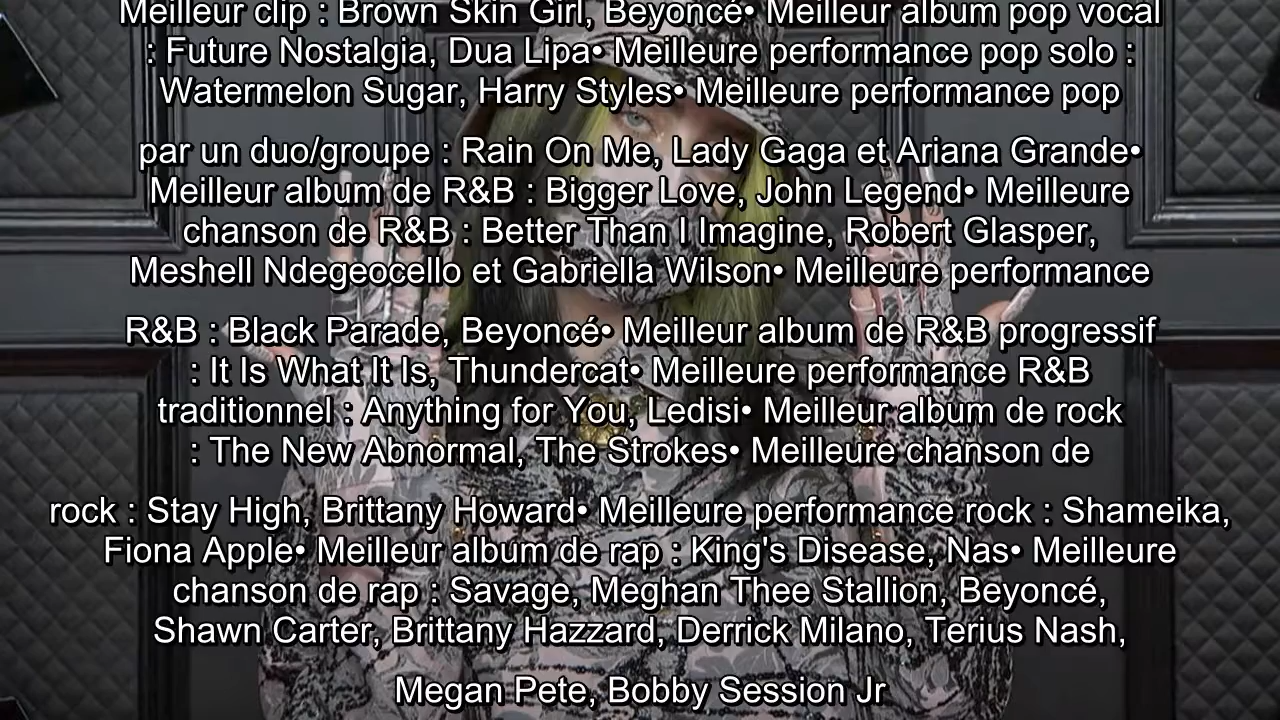 Meilleur clip : Brown Skin Girl, Beyoncé• Meilleur album pop vocal
: Future Nostalgia, Dua Lipa• Meilleure performance pop solo :
Watermelon Sugar, Harry Styles• Meilleure performance pop
par un duo/groupe : Rain On Me, Lady Gaga et Ariana Grande•
Meilleur album de R&B : Bigger Love, John Legend• Meilleure
chanson de R&B : Better Than I Imagine, Robert Glasper,
Meshell Ndegeocello et Gabriella Wilson• Meilleure performance
R&B : Black Parade, Beyoncé• Meilleur album de R&B progressif
: It Is What It Is, Thundercat• Meilleure performance R&B
traditionnel : Anything for You, Ledisi• Meilleur album de rock
: The New Abnormal, The Strokes• Meilleure chanson de
rock : Stay High, Brittany Howard• Meilleure performance rock : Shameika,
Fiona Apple• Meilleur album de rap : King's Disease, Nas• Meilleure
chanson de rap : Savage, Meghan Thee Stallion, Beyoncé,
Shawn Carter, Brittany Hazzard, Derrick Milano, Terius Nash,
Megan Pete, Bobby Session Jr